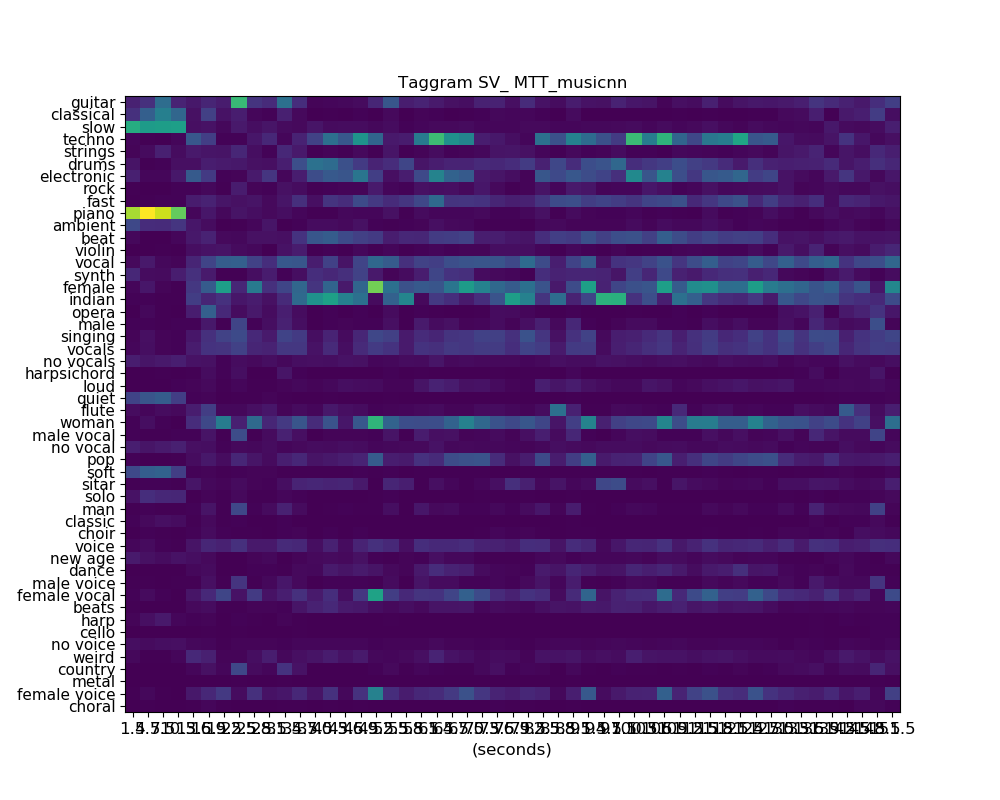 Taggram SV_ MTT_musicnn
guitar
classical
slow
techno
strings
drums
electronic
rock
fast
piano
ambient
beat
violin
vocal
synth
female
indian
opera
male
singing
vocals
no vocals
harpsichord
loud
quiet
flute
woman
male vocal
no vocal
pop
soft
sitar
solo
man
classic
choir
voice
new age
dance
male voice
female vocal
beats
harp
cello
no voice
weird
country
metal
female voice
choral
(seconds)